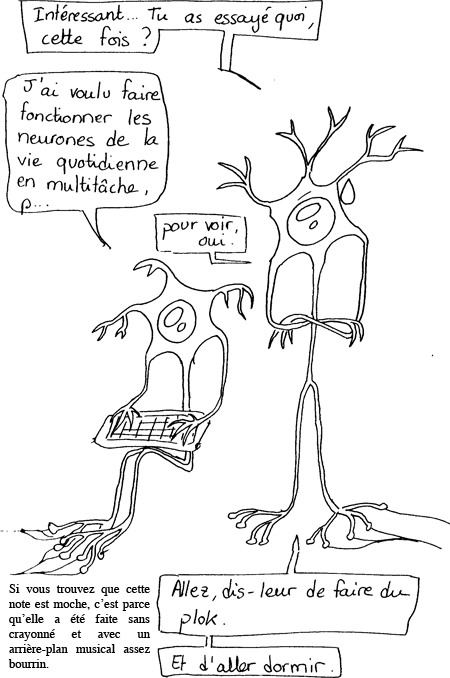 Intéressant... Tu as essayé quoi,
cette fois ?
J'ai voulu faire
fonctionner les
neurones de la
vie quotidienne
en multitâche,
p...
pour voir,
oui.
Allez, dis-leur de faire du
plok.
Et d'aller dormir.
Si vous trouvez que cette
note est moche, c'est parce
qu'elle a été faite sans
crayonné et avec un
arrière-plan musical assez
bourrin.